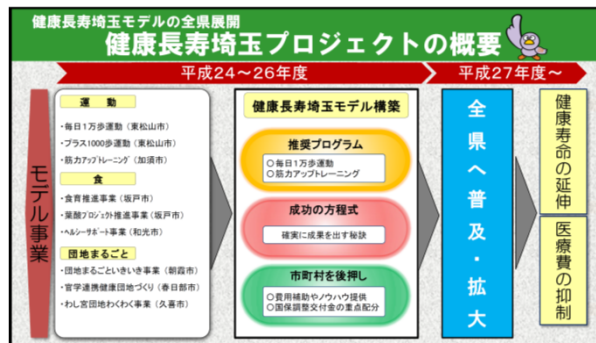 健康長寿埼玉モデルの全県展開
健康長寿埼玉プロジェクトの概要
平成24~26年度
平成27年度~
モデル事業
運 動
・毎日1万歩運動(東松山市)
・プラス1000歩運動(東松山市)
・筋力アップトレーニング(加須市)
食
・食育推進事業(坂戸市)
・葉酸プロジェクト推進事業(坂戸市)
・ヘルシーサポート事業(和光市)
団地まるごと
・団地まるごといきいき事業(朝霞市)
・官学連携健康団地づくり(春日部市)
・わし宮団地わくわく事業(久喜市)
健康長寿埼玉モデル構築
推奨プログラム
○毎日1万歩運動
○筋力アップトレーニング
成功の方程式
確実に成果を出す秘訣
市町村を後押し
○費用補助やノウハウ提供
○国保調整交付金の重点配分
全県へ普及・拡大
健康寿命の延伸
医療費の抑制